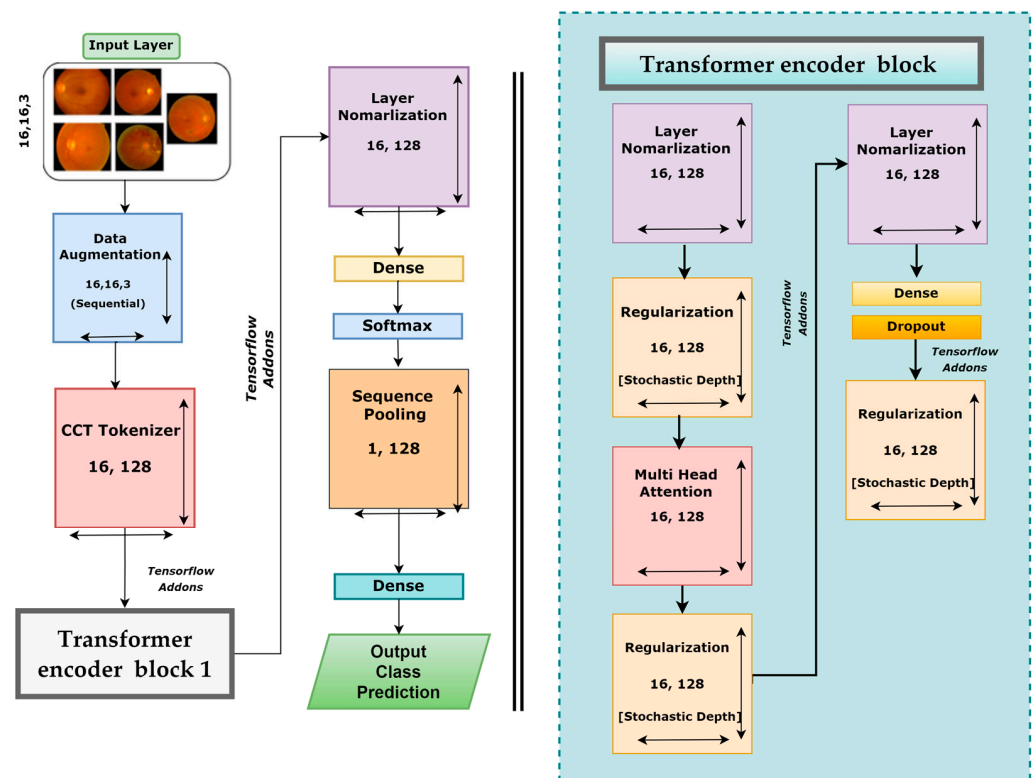 Input Layer
16,16,3
Data
Augmentation
16,16,3
(Sequential)
CCT Tokenizer
16, 128
Tensorflow
Addons
Transformer
encoder block 1
Tensorflow
Addons
Layer
Nomarlization
16, 128
Dense
Softmax
Sequence
Pooling
1, 128
Dense
Output
Class
Prediction
Transformer encoder block
Layer
Nomarlization
16, 128
Regularization
16, 128
[Stochastic Depth]
Multi Head
Attention
16, 128
Regularization
16, 128
[Stochastic Depth]
Tensorflow
Addons
Layer
Nomarlization
16, 128
Dense
Dropout
Tensorflow
Addons
Regularization
16, 128
[Stochastic Depth]